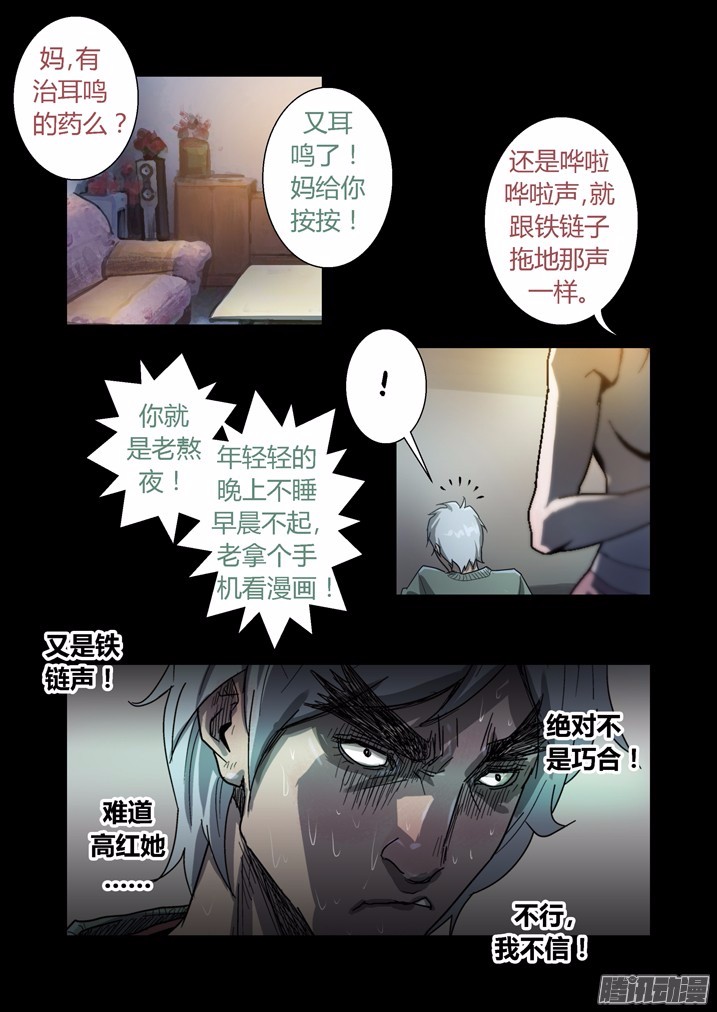 妈,有
治耳鸣
的药么？
又耳
鸣了！
妈给你
按按！
还是哗啦
哗啦声,就
跟铁链子
拖地那声
一样。
！
你就
是老熬
夜！
年轻轻的
晚上不睡
早晨不起,
老拿个手
机看漫画！
又是铁
链声！
绝对不
是巧合！
难道
高红她
……
不行,
我不信！
腾讯动漫